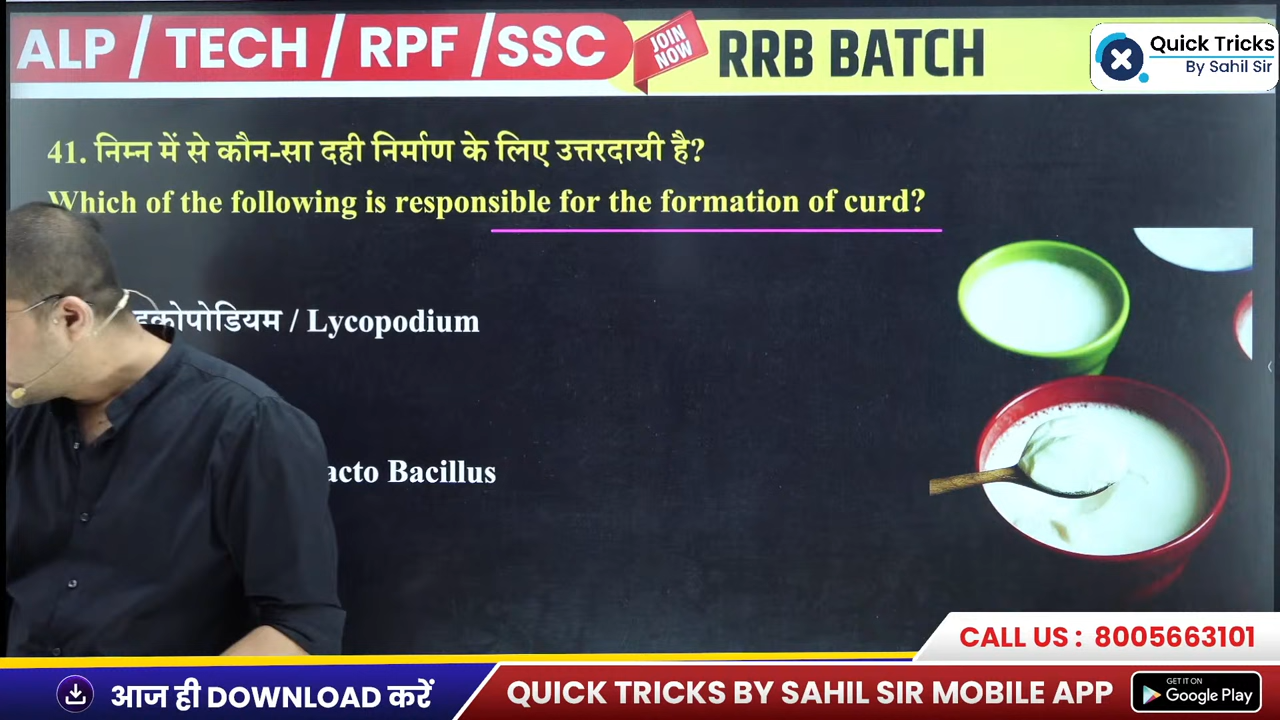 ALP / TECH / RPF / SSC
JOIN NOW
RRB BATCH
Quick Tricks
By Sahil Sir
41. निम्न में से कौन-सा दही निर्माण के लिए उत्तरदायी है?
Which of the following is responsible for the formation of curd?
/ Lycopodium
Bacillus
CALL US : 8005663101
आज ही DOWNLOAD करें
QUICK TRICKS BY SAHIL SIR MOBILE APP
GET IT ON
Google Play